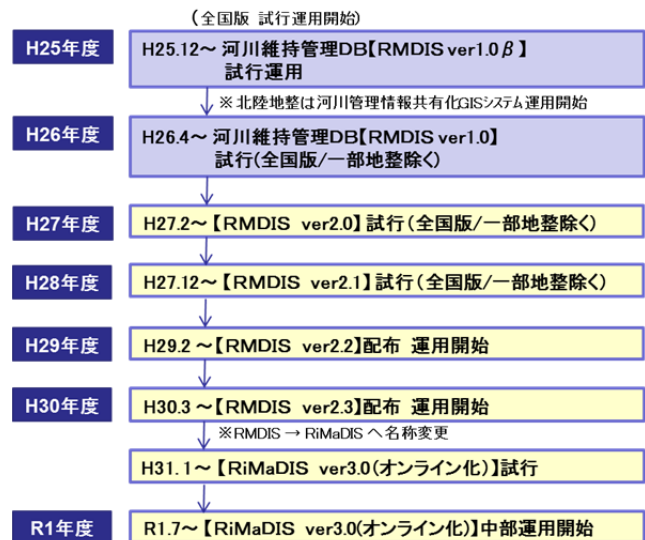 (全国版 試行運用開始)
H25年度
H25.12～ 河川維持管理DB【RMDIS ver1.0β】
試行運用
※ 北陸地整は河川管理情報共有化GISシステム運用開始
H26年度
H26.4～ 河川維持管理DB【RMDIS ver1.0】
試行(全国版/一部地整除く)
H27年度
H27.2～【RMDIS ver2.0】試行(全国版/一部地整除く)
H28年度
H27.12～【RMDIS ver2.1】試行(全国版/一部地整除く)
H29年度
H29.2 ～【RMDIS ver2.2】配布 運用開始
H30年度
H30.3 ～【RMDIS ver2.3】配布 運用開始
※RMDIS → RiMaDIS へ名称変更
H31.1～【RiMaDIS ver3.0(オンライン化)】試行
R1年度
R1.7～【RiMaDIS ver3.0(オンライン化)】中部運用開始